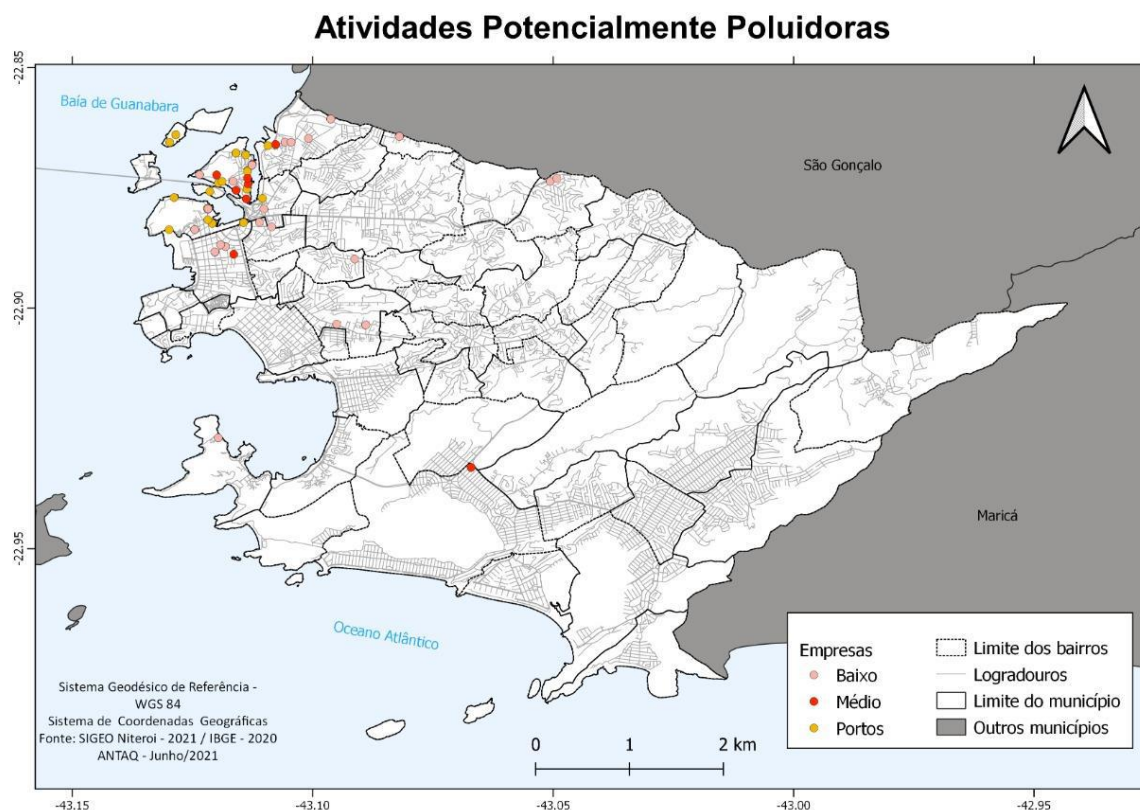 Atividades Potencialmente Poluidoras
-22.85
Baía de Guanabara
São Gonçalo
-22.90
-22.95
Maricá
Oceano Atlântico
Sistema Geodésico de Referência -
WGS 84
Sistema de Coordenadas Geográficas
Fonte: SIGEO Niteroi - 2021 / IBGE - 2020
ANTAQ - Junho/2021
0 1 2 km
Empresas
Baixo
Médio
Portos
Limite dos bairros
Logradouros
Limite do município
Outros municípios
-43.15 -43.10 -43.05 -43.00 -42.95